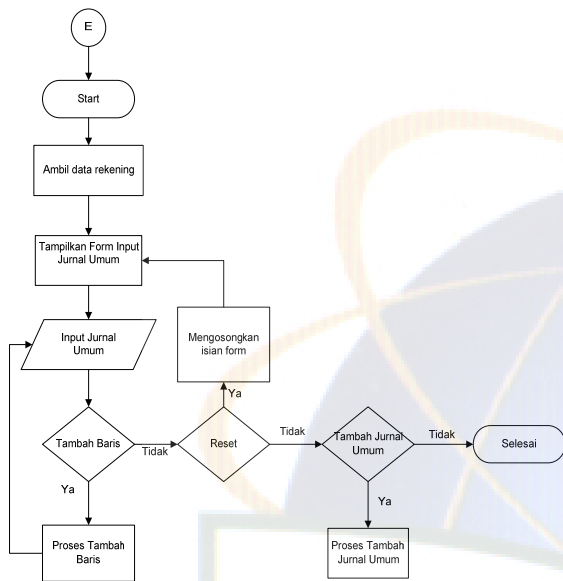 E
Start
Ambil data rekening
Tampilkan Form Input
Jurnal Umum
Input Jurnal
Umum
Mengosongkan
isian form
Ya
Tambah Baris
Tidak
Reset
Tidak
Tambah Jurnal
Umum
Tidak
Selesai
Ya
Ya
Proses Tambah
Baris
Proses Tambah
Jurnal Umum